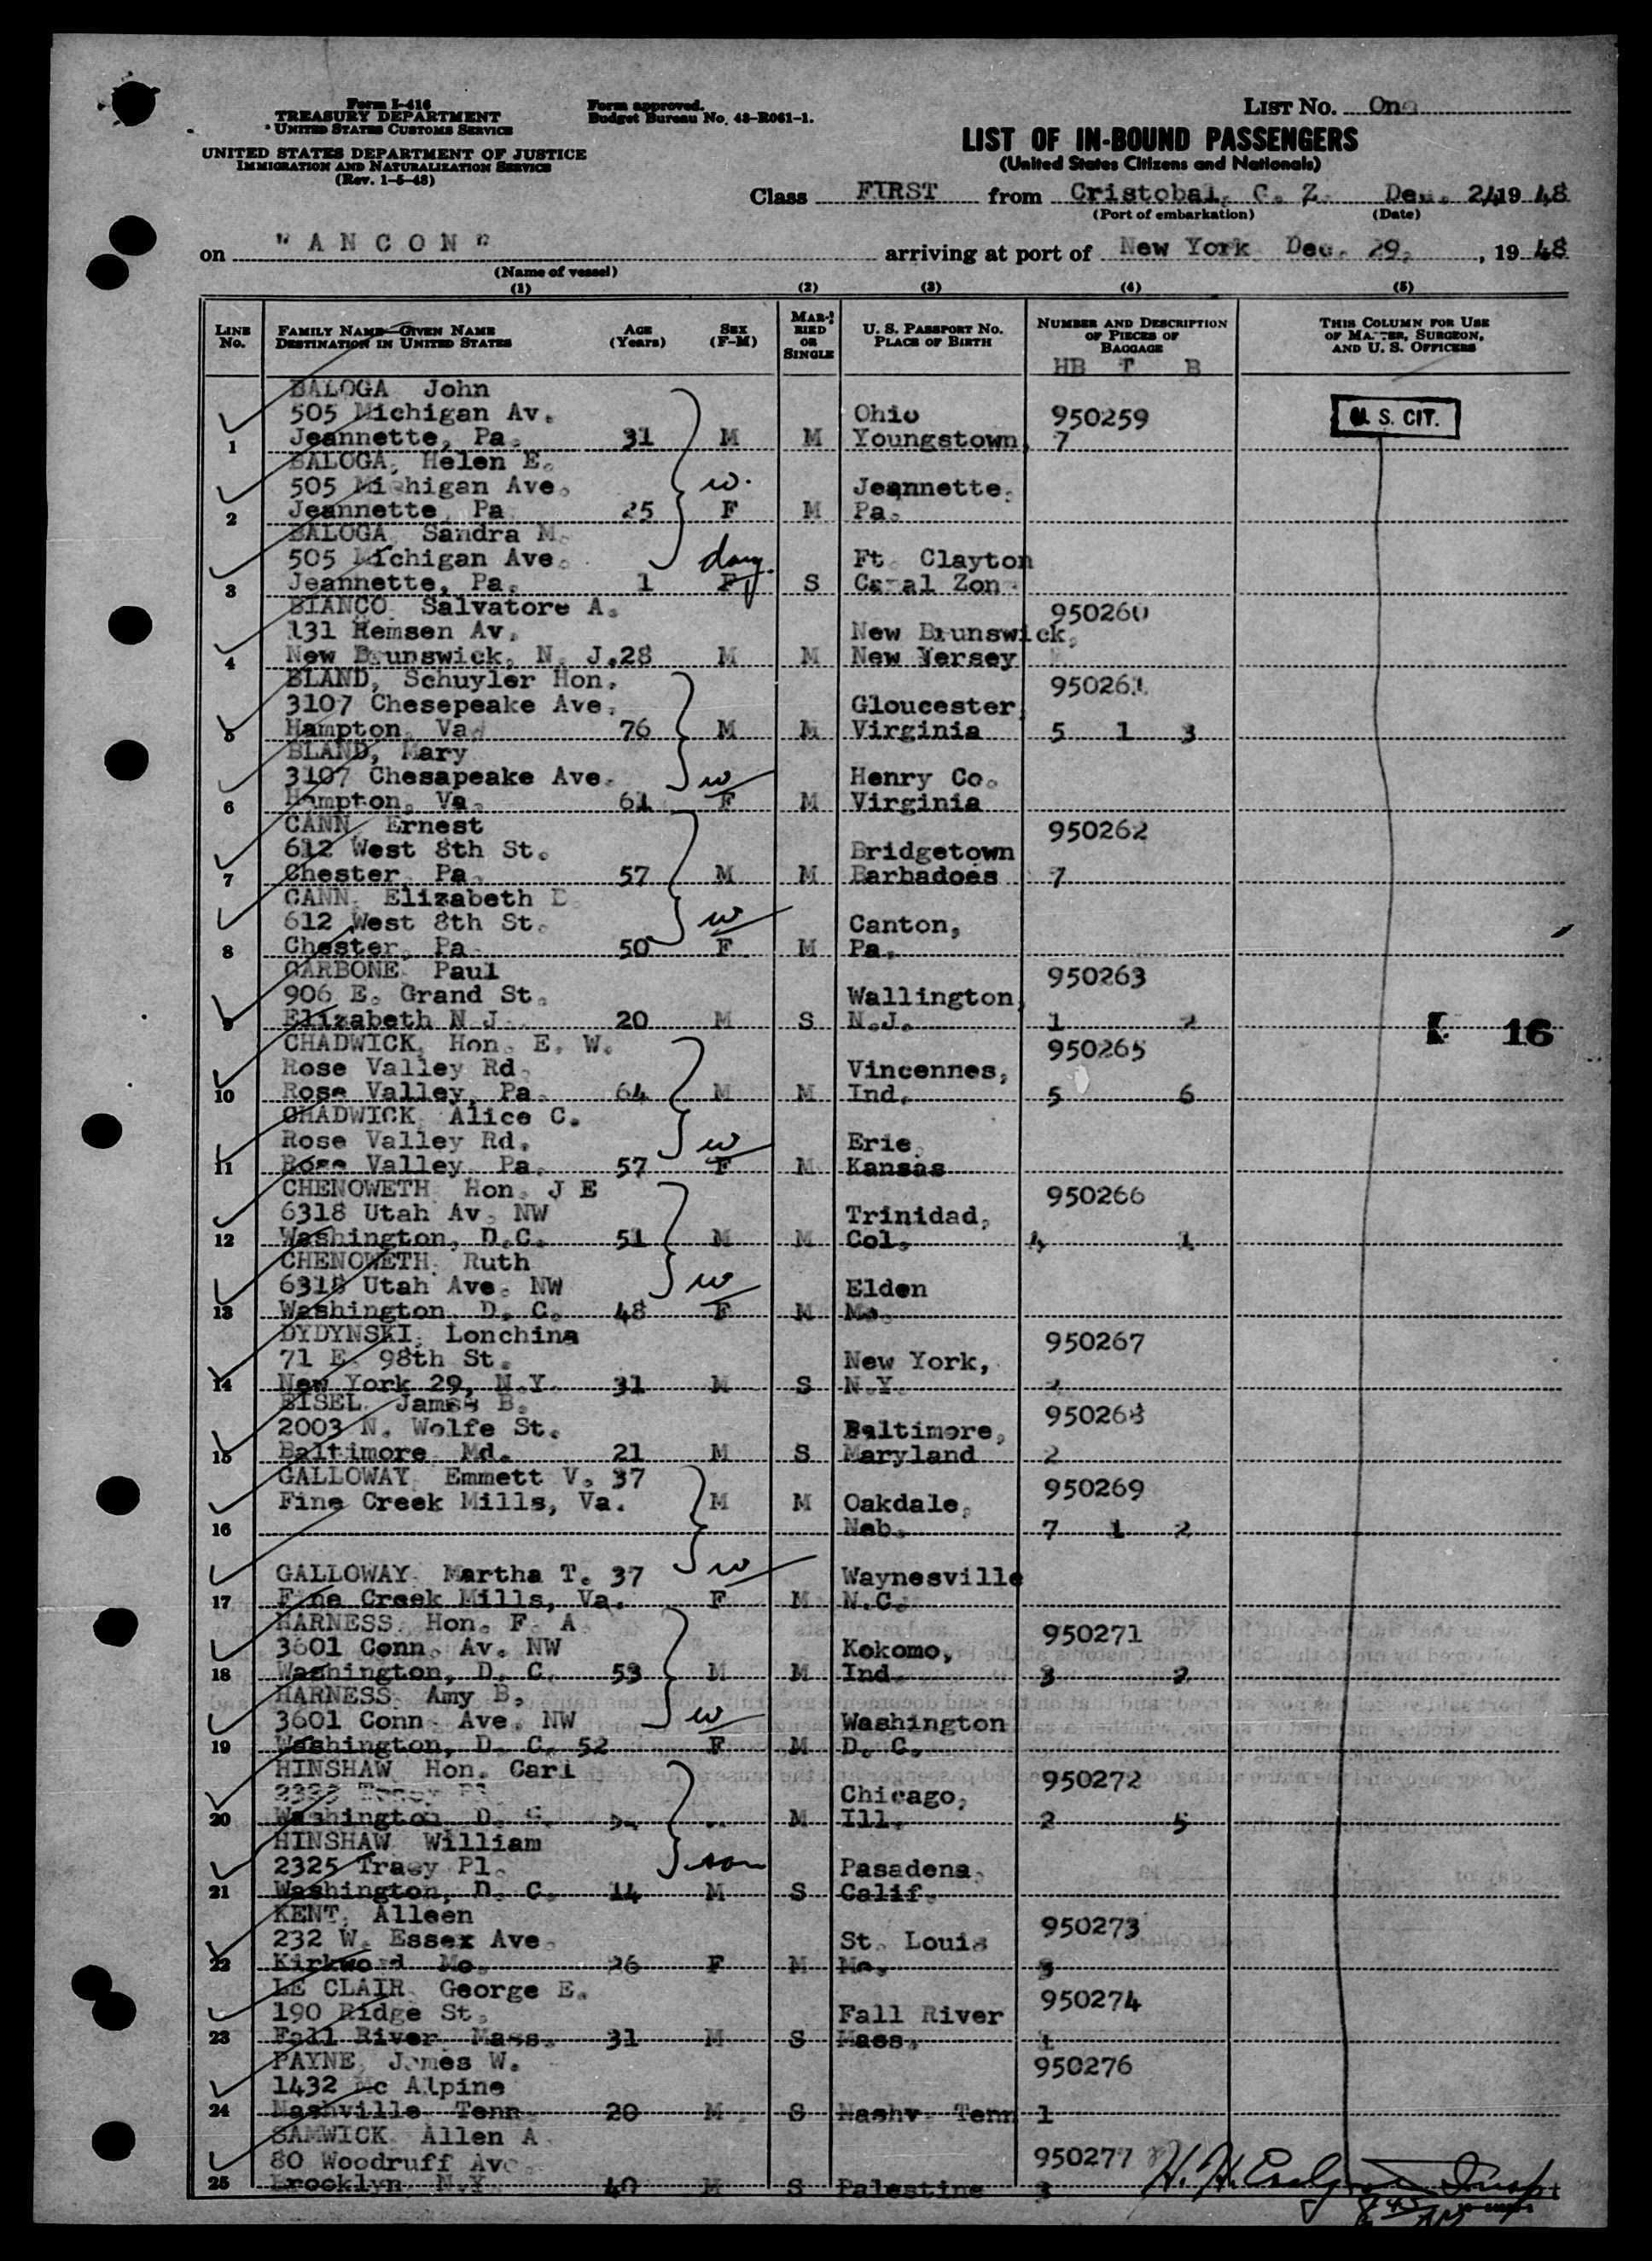 Form I-416
TREASURY DEPARTMENT
UNITED STATES CUSTOMS SERVICE
UNITED STATES DEPARTMENT OF JUSTICE
IMMIGRATION AND NATURALIZATION SERVICE
(Rev. 1-5-48)
Form approved.
Budget Bureau No. 43-R061-1.
LIST No. One
LIST OF IN-BOUND PASSENGERS
(United States Citizens and Nationals)
Class FIRST from Cristobal, C. Z. Dec. 24 1948
(Port of embarkation) (Date)
on "ANCON" arriving at port of New York Dec. 29, , 19 48
(Name of vessel)
(1) (2) (3) (4) (5)
LINE No. FAMILY NAME—GIVEN NAME DESTINATION IN UNITED STATES AGE (Years) SEX (F-M) MARRIED OR SINGLE U. S. PASSPORT NO. PLACE OF BIRTH NUMBER AND DESCRIPTION OF PIECES OF BAGGAGE THIS COLUMN FOR USE OF MASTER, SURGEON, AND U. S. OFFICERS
HB T B
BALOGA John
505 Michigan Av. Ohio 950259 U. S. CIT.
1 Jeannette, Pa. 31 M M Youngstown, 7
BALOGA, Helen E.
505 Michigan Ave. w. Jeannette.
2 Jeannette, Pa 25 F M Pa.
BALOGA, Sandra M.
505 Michigan Ave. dau. Ft. Clayton
3 Jeannette, Pa. 1 F S Canal Zone
BIANCO Salvatore A. 950260
131 Remsen Av. New Brunswick,
4 New Brunswick, N. J. 28 M M New Yersey
BLAND, Schuyler Hon. 950261
3107 Chesepeake Ave. Gloucester,
5 Hampton, Va. 76 M M Virginia 5 1 3
BLAND, Mary
3107 Chesapeake Ave. w Henry Co.
6 Hampton, Va. 61 F M Virginia
CANN, Ernest 950262
612 West 8th St. Bridgetown
7 Chester, Pa. 57 M M Barbadoes 7
CANN, Elizabeth
612 West 8th St. w Canton,
8 Chester, Pa. 50 F M Pa.
CARBONE, Paul 950263
906 E. Grand St. Wallington,
9 Elizabeth N J 20 M S N.J. 1 2
16
CHADWICK, Hon. E. W. 950265
Rose Valley Rd. Vincennes,
10 Rose Valley, Pa. 64 M M Ind. 5 6
CHADWICK, Alice C.
Rose Valley Rd. w Erie,
11 Rose Valley, Pa. 57 F M Kansas
CHENOWETH, Hon. J E 950266
6318 Utah Av. NW Trinidad,
12 Washington, D.C. 51 M M Col. 4 1
CHENOWETH, Ruth
6318 Utah Ave. NW w Elden
13 Washington D. C. 48 F M Mo.
DYDYNSKI, Lonchina 950267
71 E. 98th St. New York,
14 New York 29, N.Y. 31 M S N.Y. 2
EISEL, James B. 950268
2003 N. Wolfe St. Baltimore,
15 Baltimore Md. 21 M S Maryland 2
GALLOWAY, Emmett V. 37 950269
Fine Creek Mills, Va. M M Oakdale,
16 Neb. 7 1 2
GALLOWAY, Martha T. 37 w Waynesville
17 Fine Creek Mills, Va. F M N.C.
HARNESS, Hon. F. A 950271
3601 Conn. Av. NW Kokomo,
18 Washington, D. C. 53 M M Ind. 3 2
HARNESS, Amy B.
3601 Conn. Ave. NW w Washington
19 Washington, D. C. 52 F M D. C.
HINSHAW, Hon. Carl 950272
Chicago,
20 Washington D. C. M Ill. 2 5
HINSHAW William
2325 Tracy Pl. son Pasadena,
21 Washington, D. C. 14 M S Calif.
KENT, Alleen 950273
232 W. Essex Ave. St. Louis
22 Kirkwood Mo. 26 F M Mo. 3
LE CLAIR, George E. 950274
190 Ridge St. Fall River
23 Fall River, Mass. 31 M S Mass. 1
PAYNE, James W. 950276
1432 Mc Alpine
24 Nashville Tenn 20 M S Nashv. Tenn 1
SAMWICK, Allen A. 950277
80 Woodruff Ave.
25 Brooklyn N.Y. 40 M S Palestine 3